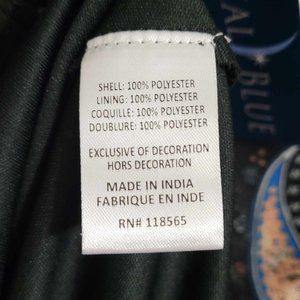 SHELL: 100% POLYESTER
LINING: 100% POLYESTER
COQUILLE: 100% POLYESTER
DOUBLURE: 100% POLYESTER
EXCLUSIVE OF DECORATION
HORS DECORATION
MADE IN INDIA
FABRIQUE EN INDE
RN# 118565
BLUE